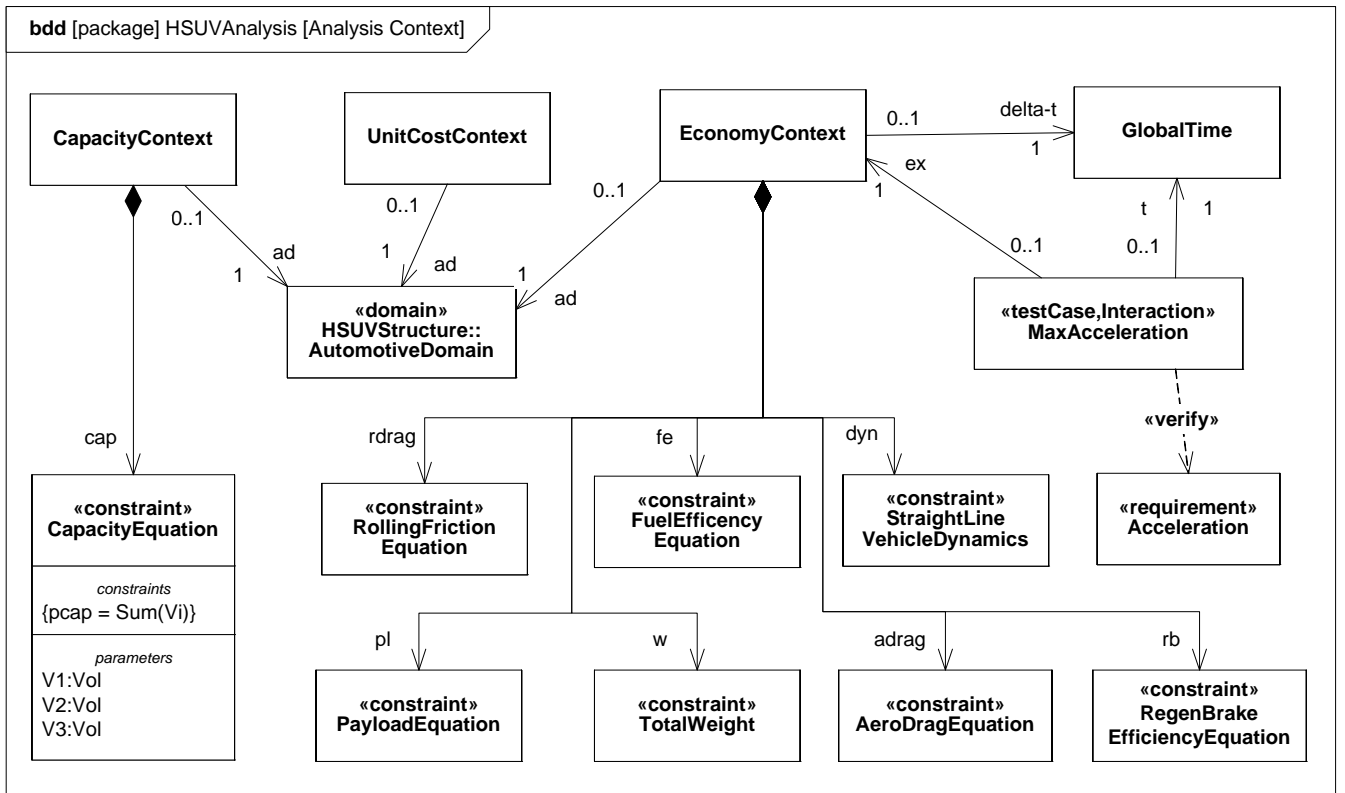 bdd [package] HSUVAnalysis [Analysis Context]
CapacityContext
UnitCostContext
EconomyContext
GlobalTime
0..1
delta-t
1
ex
1
0..1
t
1
0..1
0..1
1
ad
0..1
1
ad
0..1
1
ad
«domain»
HSUVStructure::
AutomotiveDomain
«testCase,Interaction»
MaxAcceleration
«verify»
«requirement»
Acceleration
cap
«constraint»
CapacityEquation
constraints
{pcap = Sum(Vi)}
parameters
V1:Vol
V2:Vol
V3:Vol
rdrag
«constraint»
RollingFriction
Equation
fe
«constraint»
FuelEfficency
Equation
dyn
«constraint»
StraightLine
VehicleDynamics
pl
«constraint»
PayloadEquation
w
«constraint»
TotalWeight
adrag
«constraint»
AeroDragEquation
rb
«constraint»
RegenBrake
EfficiencyEquation